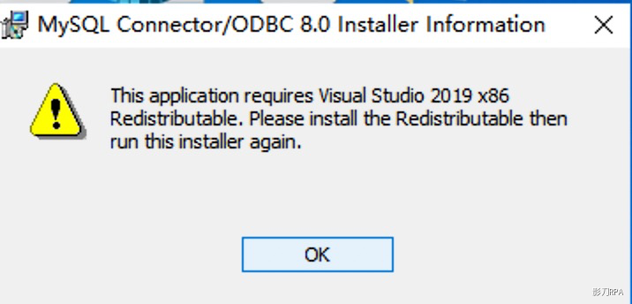 MySQL Connector/ODBC 8.0 Installer Information
This application requires Visual Studio 2019 x86
Redistributable. Please install the Redistributable then
run this installer again.
OK
影刀RPA